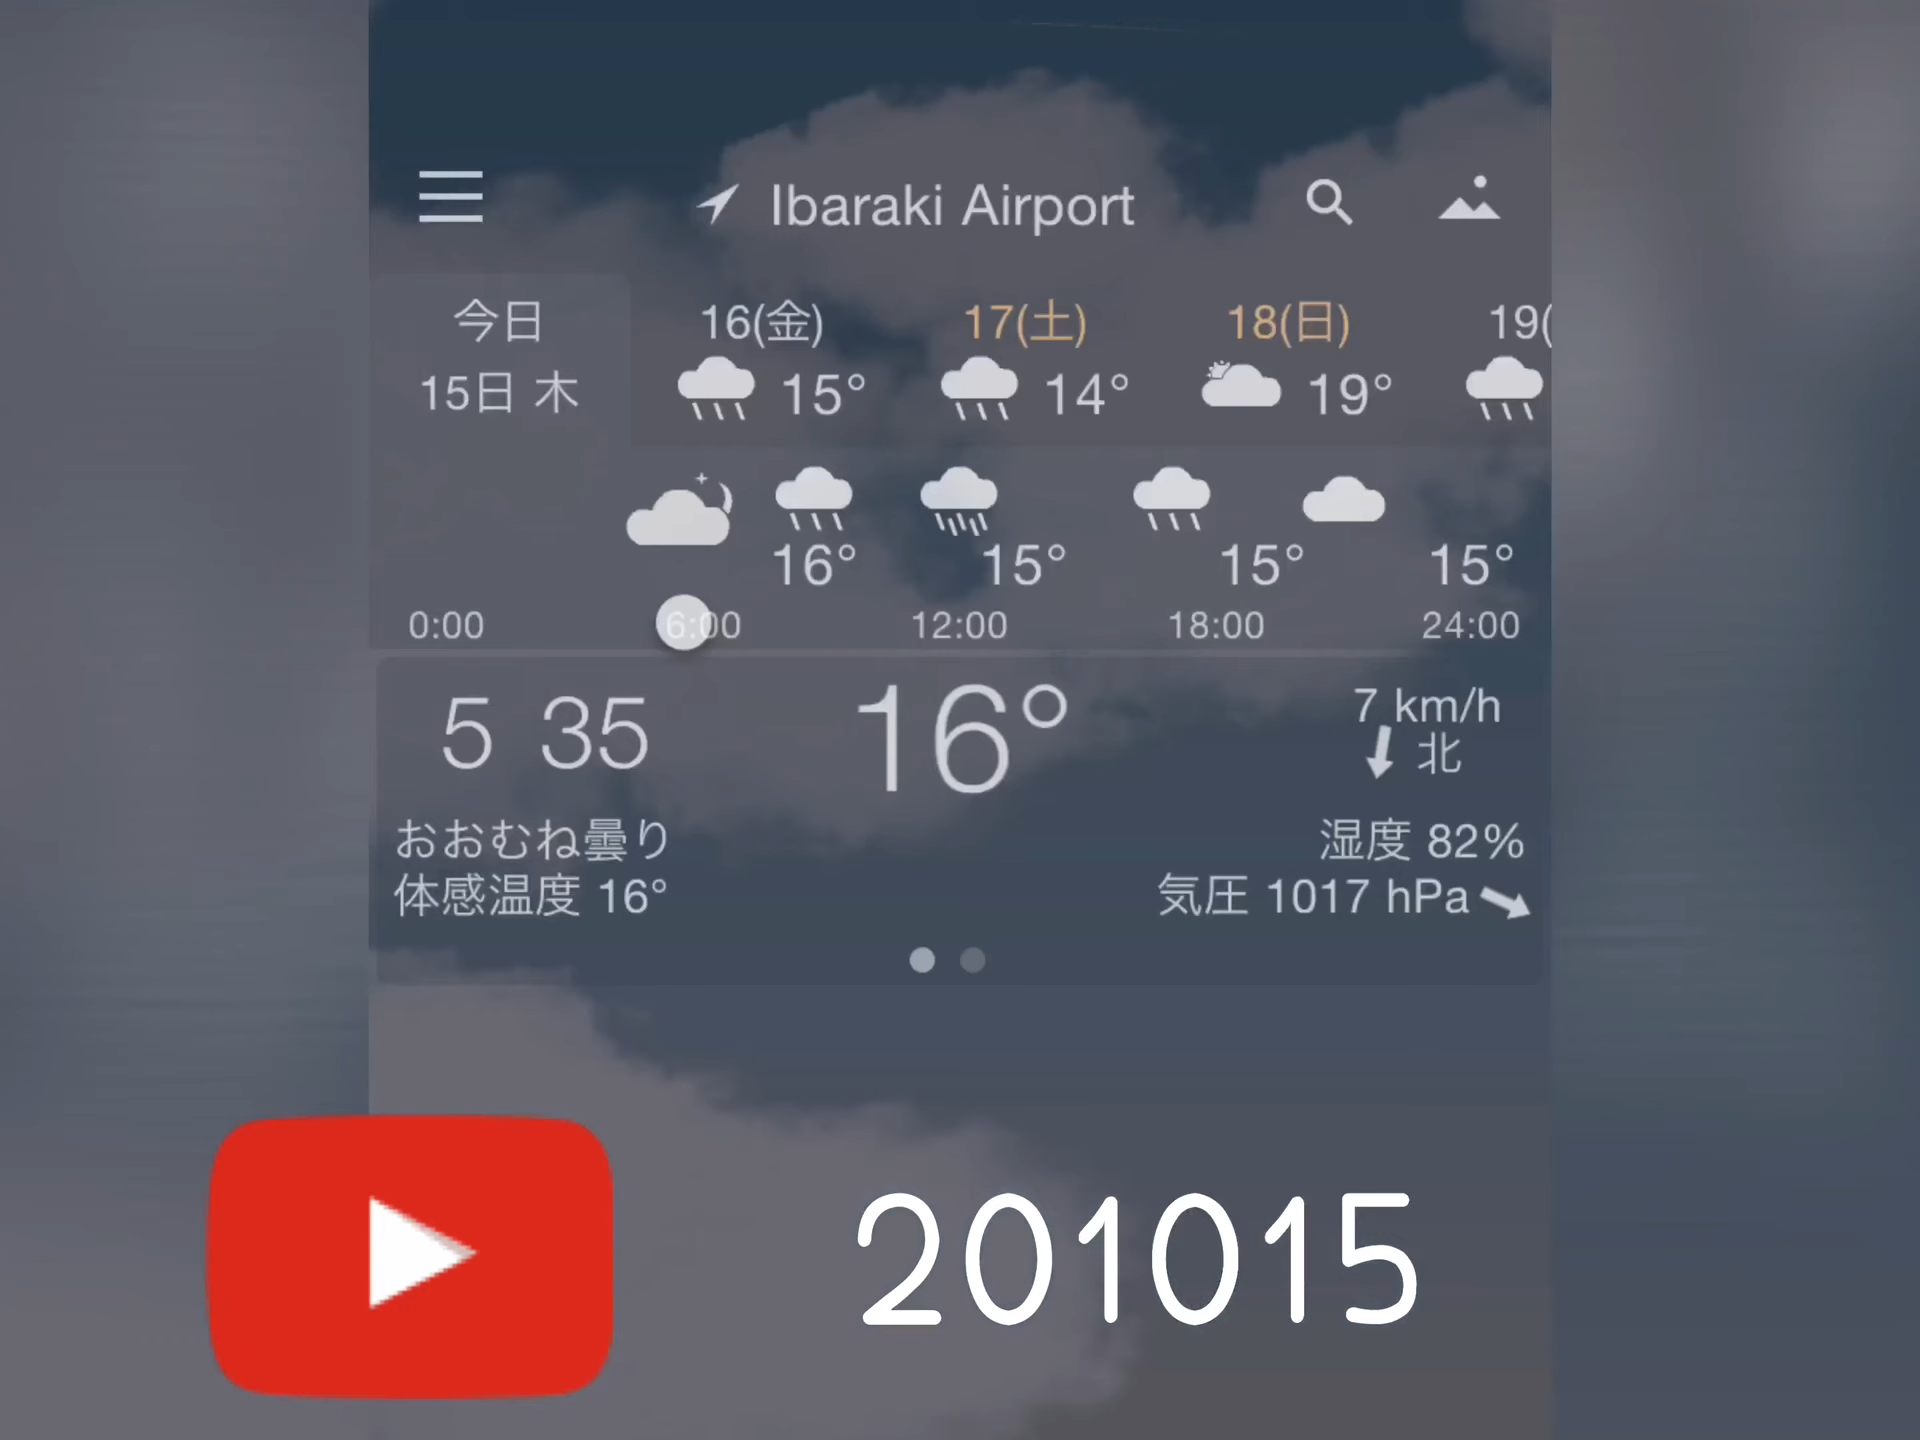 Ibaraki Airport
今日 16(金) 17(土) 18(日) 19(
15日 木 15° 14° 19°
16° 15° 15° 15°
0:00 6:00 12:00 18:00 24:00
5 35 16° 7 km/h
北
おおむね曇り 湿度 82%
体感温度 16° 気圧 1017 hPa
201015